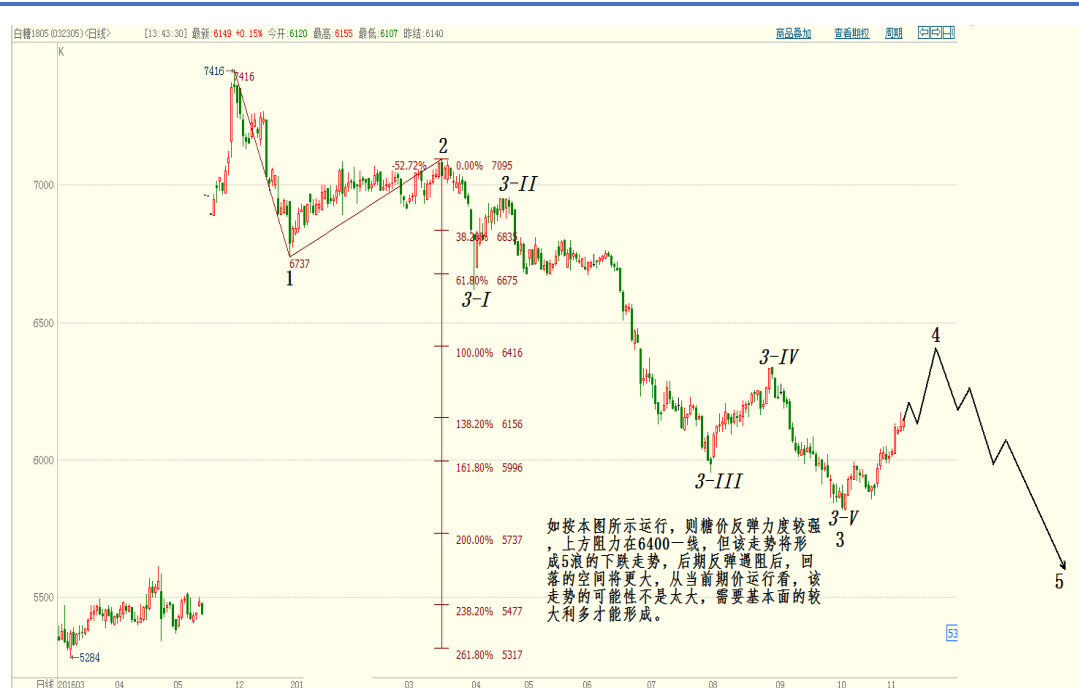 白糖1805(032305)<日线> [13:43:30] 最新:6149 +0.15% 今开:6120 最高:6155 最低:6107 昨结:6140 商品叠加 查看期权 周期
K
7416
7416
2
-52.72% 0.00% 7095
7000
3-II
38.20% 6835
6737
1
61.80% 6675
3-I
6500
4
100.00% 6416
3-IV
138.20% 6156
6000
161.80% 5996
3-III
3-V
3
如按本图所示运行，则糖价反弹力度较强
，上方阻力在6400一线，但该走势将形
成5浪的下跌走势，后期反弹遇阻后，回
落的空间将更大，从当前期价运行看，该
走势的可能性不是太大，需要基本面的较
大利多才能形成。
200.00% 5737
5
5500
238.20% 5477
53
5284
261.80% 5317
日线 201603 04 05 12 201 03 04 05 06 07 08 09 10 11